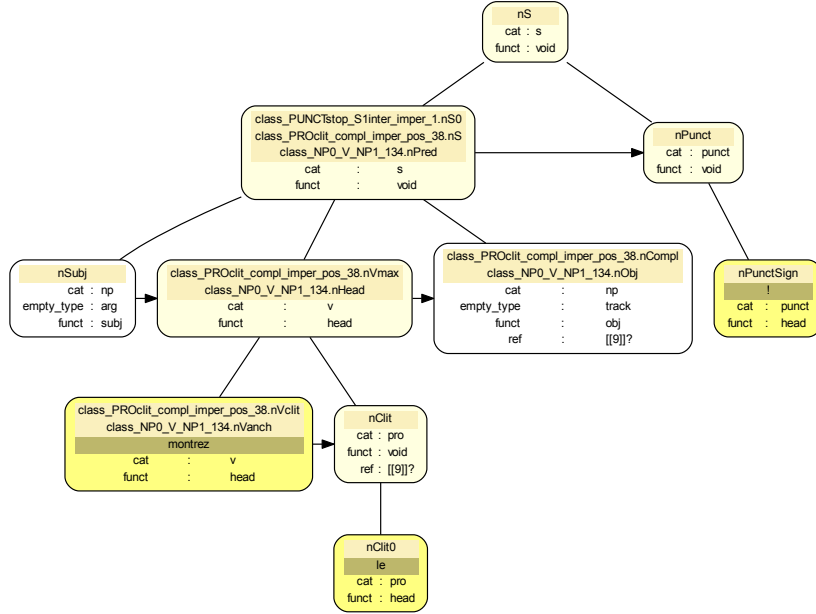 nS
cat : s
funct : void
class_PUNCTstop_S1inter_imper_1.nS0
class_PROclit_compl_imper_pos_38.nS
class_NP0_V_NP1_134.nPred
cat : s
funct : void
nPunct
cat : punct
funct : void
nSubj
cat : np
empty_type : arg
funct : subj
class_PROclit_compl_imper_pos_38.nVmax
class_NP0_V_NP1_134.nHead
cat : v
funct : head
class_PROclit_compl_imper_pos_38.nCompl
class_NP0_V_NP1_134.nObj
cat : np
empty_type : track
funct : obj
ref : [[9]]?
nPunctSign
!
cat : punct
funct : head
class_PROclit_compl_imper_pos_38.nVclit
class_NP0_V_NP1_134.nVanch
montrez
cat : v
funct : head
nClit
cat : pro
funct : void
ref : [[9]]?
nClit0
le
cat : pro
funct : head